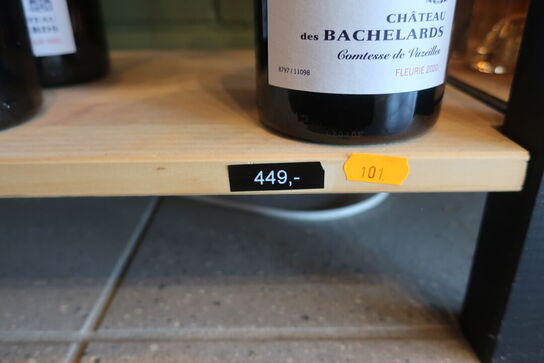 CHÂTEAU
des BACHELARDS
Comtesse de Vazeilles
8797 / 11098
FLEURIE 2020
449,-
101